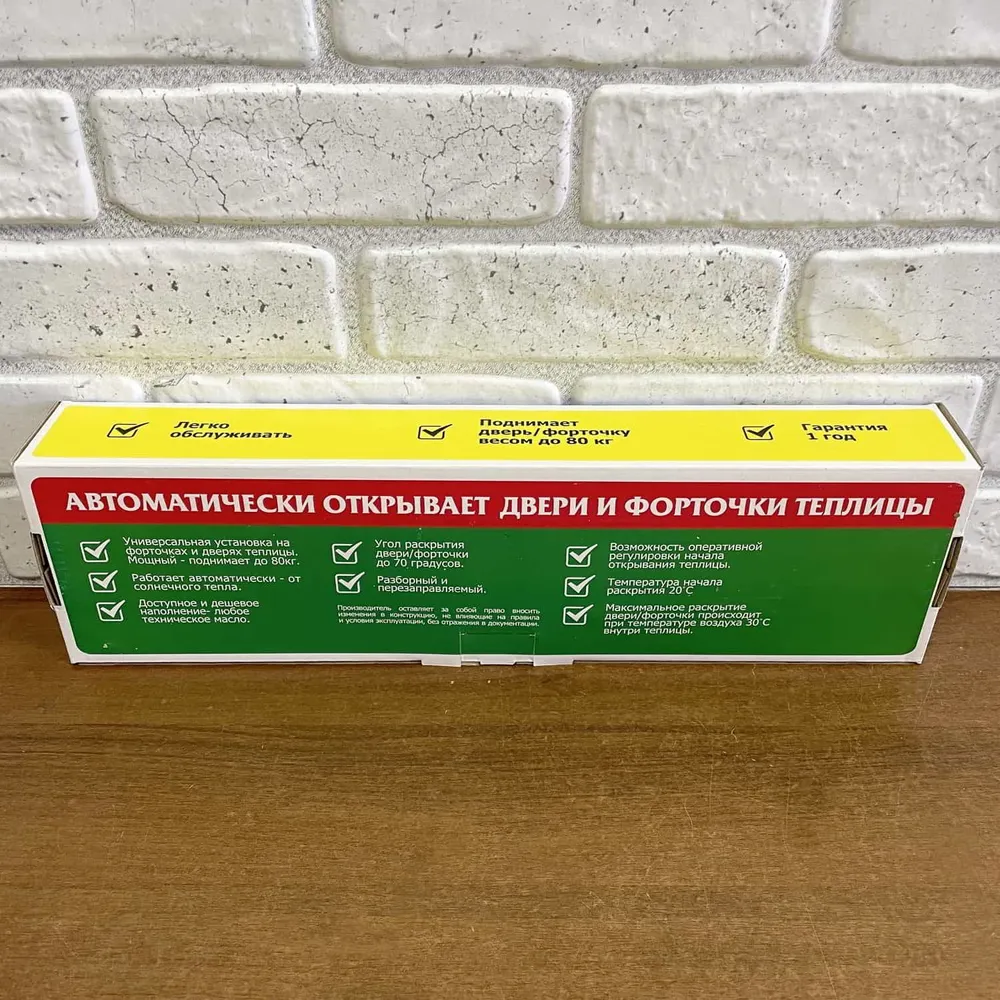 Легко
обслуживать
Поднимает
дверь/форточку
весом до 80 кг
Гарантия
1 год
АВТОМАТИЧЕСКИ ОТКРЫВАЕТ ДВЕРИ И ФОРТОЧКИ ТЕПЛИЦЫ
Универсальная установка на
форточках и дверях теплицы.
Мощный - поднимает до 80кг.
Работает автоматически - от
солнечного тепла.
Доступное и дешевое
наполнение- любое
техническое масло.
Угол раскрытия
двери/форточки
до 70 градусов.
Разборный и
перезаправляемый.
Производитель оставляет за собой право вносить
изменения в конструкцию, не влияющие на правила
и условия эксплуатации, без отражения в документации.
Возможность оперативной
регулировки начала
открывания теплицы.
Температура начала
раскрытия 20°С
Максимальное раскрытие
двери/форточки происходит
при температуре воздуха 30°С
внутри теплицы.